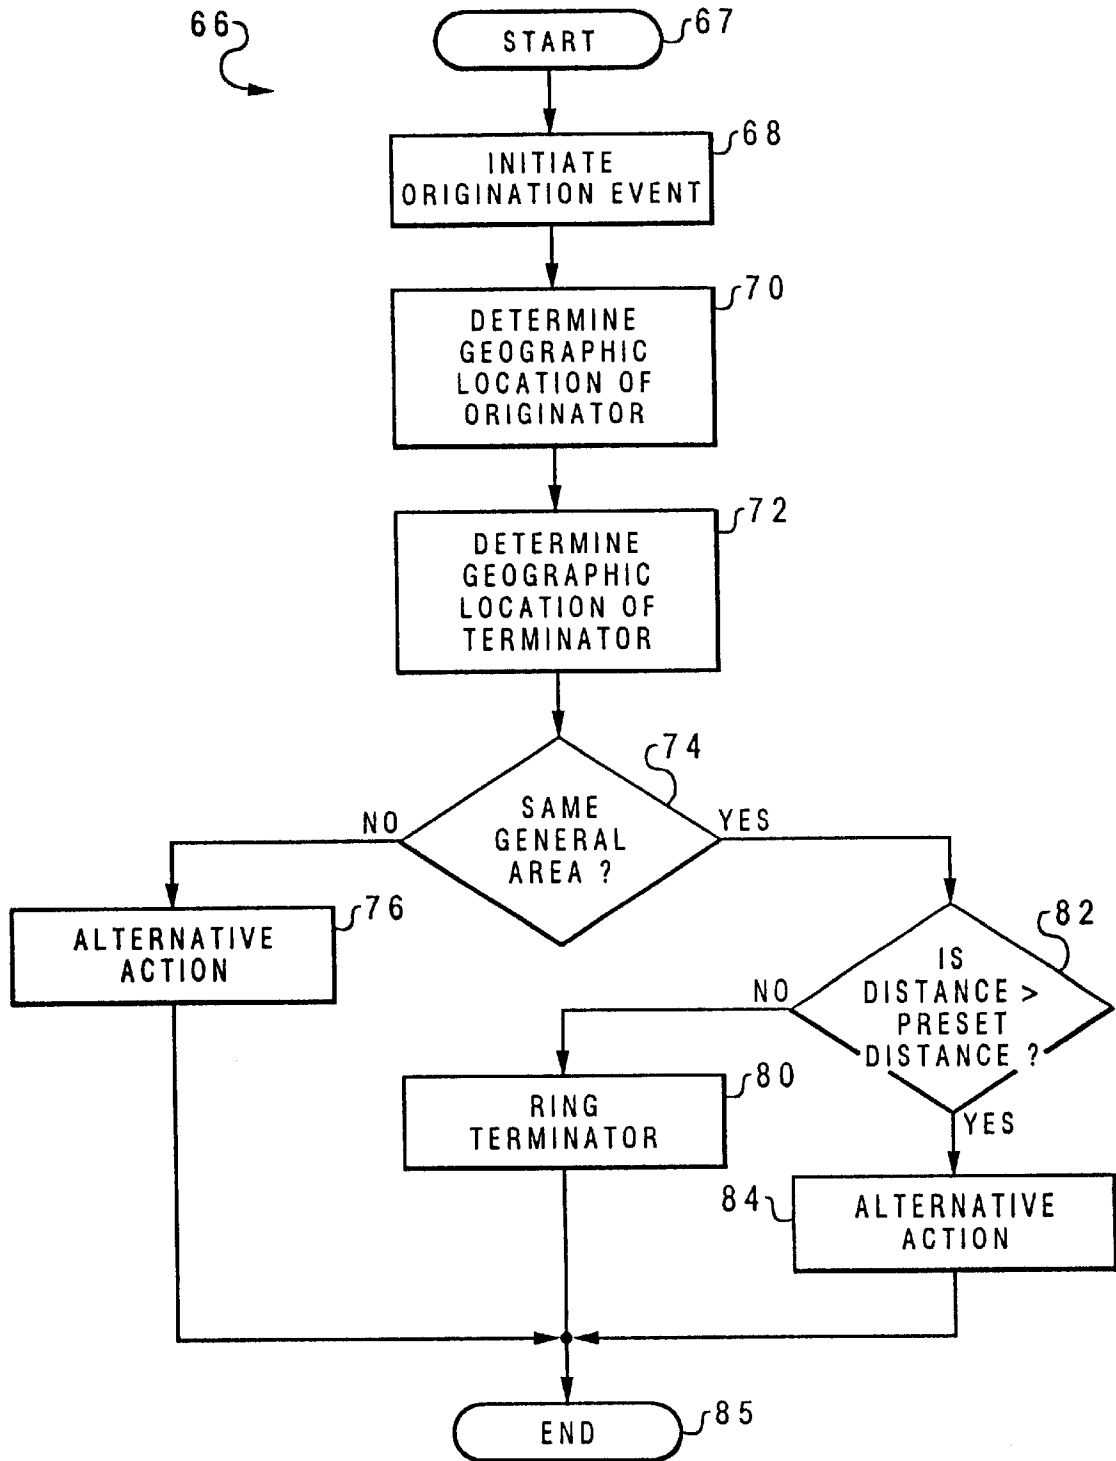 66
START
67
68
INITIATE
ORIGINATION EVENT
70
DETERMINE
GEOGRAPHIC
LOCATION OF
ORIGINATOR
72
DETERMINE
GEOGRAPHIC
LOCATION OF
TERMINATOR
74
SAME
GENERAL
AREA ?
NO
YES
76
ALTERNATIVE
ACTION
82
IS
DISTANCE >
PRESET
DISTANCE ?
NO
YES
80
RING
TERMINATOR
84
ALTERNATIVE
ACTION
END
85